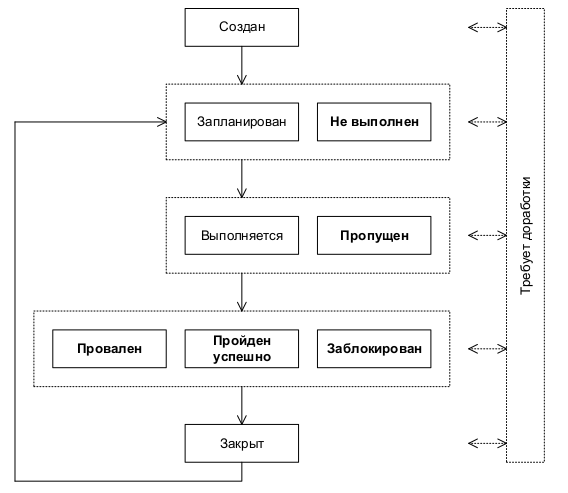 Создан
Запланирован
Не выполнен
Выполняется
Пропущен
Провален
Пройден
успешно
Заблокирован
Закрыт
Требует доработки